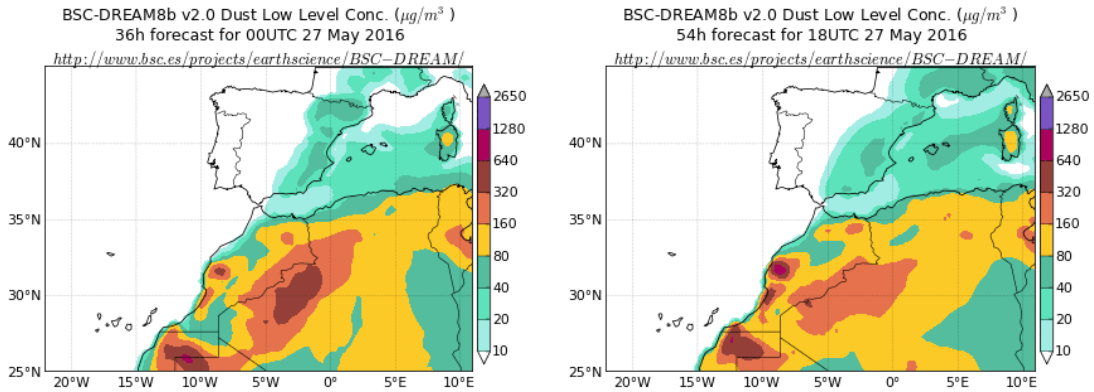 BSC-DREAM8b v2.0 Dust Low Level Conc. (μg/m³ )
36h forecast for 00UTC 27 May 2016
http://www.bsc.es/projects/earthscience/BSC−DREAM/
40°N
35°N
30°N
25°N
20°W
15°W
10°W
5°W
0°
5°E
10°E
2650
1280
640
320
160
80
40
20
10
BSC-DREAM8b v2.0 Dust Low Level Conc. (μg/m³ )
54h forecast for 18UTC 27 May 2016
http://www.bsc.es/projects/earthscience/BSC−DREAM/
40°N
35°N
30°N
25°N
20°W
15°W
10°W
5°W
0°
5°E
10°E
2650
1280
640
320
160
80
40
20
10